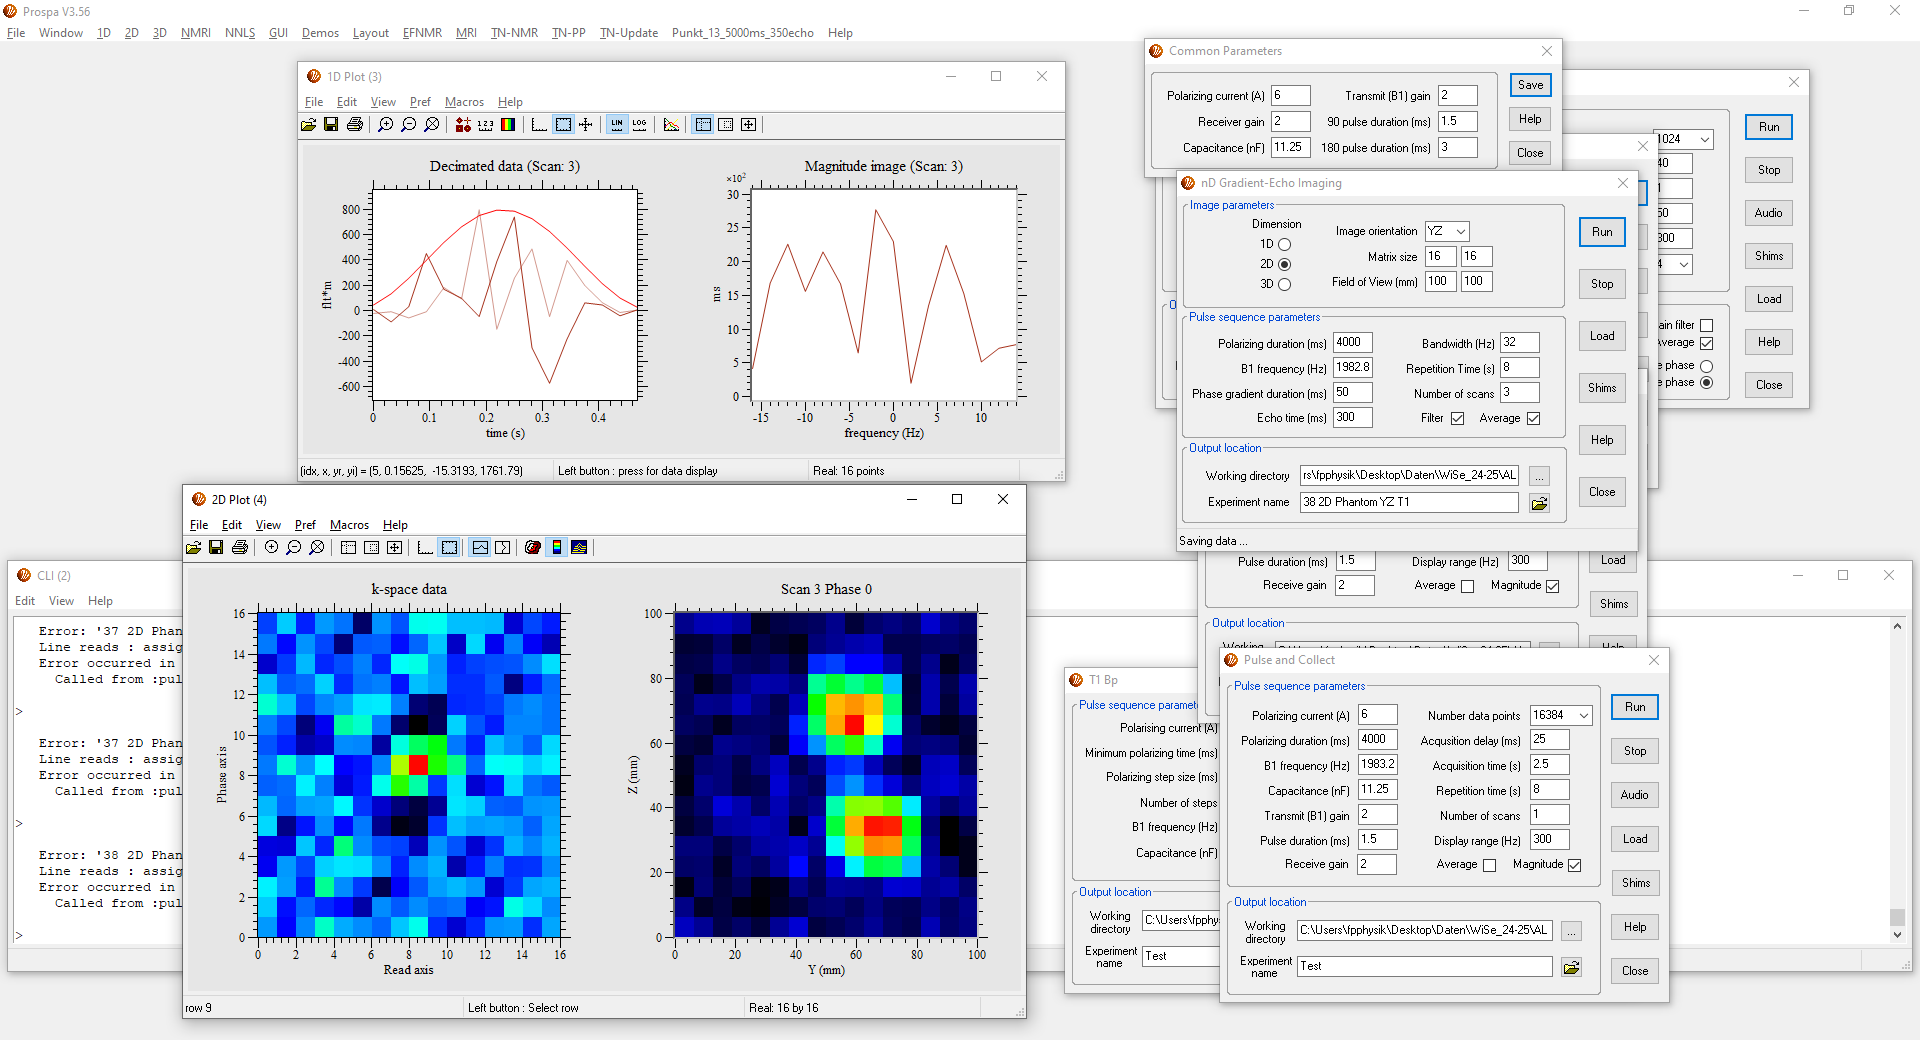 Prospa V3.56
File Window 1D 2D 3D NMRI NNLS GUI Demos Layout EFNMR MRI TN-NMR TN-PP TN-Update Punkt_13_5000ms_350echo Help
1D Plot (3)
File Edit View Pref Macros Help
1 2 3
LIN LOG
Decimated data (Scan: 3)
800
600
400
200
0
-200
-400
-600
flt*m
0 0.1 0.2 0.3 0.4
time (s)
Magnitude image (Scan: 3)
×10²
30
25
20
15
10
5
0
ms
-15 -10 -5 0 5 10
frequency (Hz)
(idx, x, yr, yi) = (5, 0.15625, -15.3193, 1761.79)
Left button : press for data display
Real: 16 points
2D Plot (4)
File Edit View Pref Macros Help
k-space data
16
14
12
10
8
6
4
2
0
Phase axis
0 2 4 6 8 10 12 14 16
Read axis
Scan 3 Phase 0
100
80
60
40
20
0
Z (mm)
0 20 40 60 80 100
Y (mm)
row 9
Left button : Select row
Real: 16 by 16
CLI (2)
Edit View Help
Error: '37 2D Phan
Line reads : assig
Error occurred in
Called from :pul
>
Error: '37 2D Phan
Line reads : assig
Error occurred in
Called from :pul
>
Error: '38 2D Phan
Line reads : assig
Error occurred in
Called from :pul
>
Common Parameters
Polarizing current (A) 6 Transmit (B1) gain 2
Receiver gain 2 90 pulse duration (ms) 1.5
Capacitance (nF) 11.25 180 pulse duration (ms) 3
Save
Help
Close
nD Gradient-Echo Imaging
Image parameters
Dimension
1D
2D
3D
Image orientation YZ
Matrix size 16 16
Field of View (mm) 100 100
Pulse sequence parameters
Polarizing duration (ms) 4000 Bandwidth (Hz) 32
B1 frequency (Hz) 1982.8 Repetition Time (s) 8
Phase gradient duration (ms) 50 Number of scans 3
Echo time (ms) 300 Filter Average
Output location
Working directory rs\fpphysik\Desktop\Daten\WiSe_24-25\AL ...
Experiment name 38 2D Phantom YZ T1
Saving data ...
Run
Stop
Load
Shims
Help
Close
1024
40
1
50
300
4
ain filter
Average
e phase
e phase
Run
Stop
Audio
Shims
Load
Help
Close
Pulse duration (ms) 1.5 Display range (Hz) 300
Receive gain 2 Average Magnitude
Output location
Load
Shims
T1 Bp
Pulse sequence paramete
Polarising current (A)
Minimum polarizing time (ms)
Polarizing step size (ms)
Number of steps
B1 frequency (Hz)
Capacitance (nF)
Output location
Working directory C:\Users\fpphys
Experiment name Test
Pulse and Collect
Pulse sequence parameters
Polarizing current (A) 6 Number data points 16384
Polarizing duration (ms) 4000 Acqusition delay (ms) 25
B1 frequency (Hz) 1983.2 Acquisition time (s) 2.5
Capacitance (nF) 11.25 Repetition time (s) 8
Transmit (B1) gain 2 Number of scans 1
Pulse duration (ms) 1.5 Display range (Hz) 300
Receive gain 2 Average Magnitude
Output location
Working directory C:\Users\fpphysik\Desktop\Daten\WiSe_24-25\AL ...
Experiment name Test
Run
Stop
Audio
Load
Shims
Help
Close